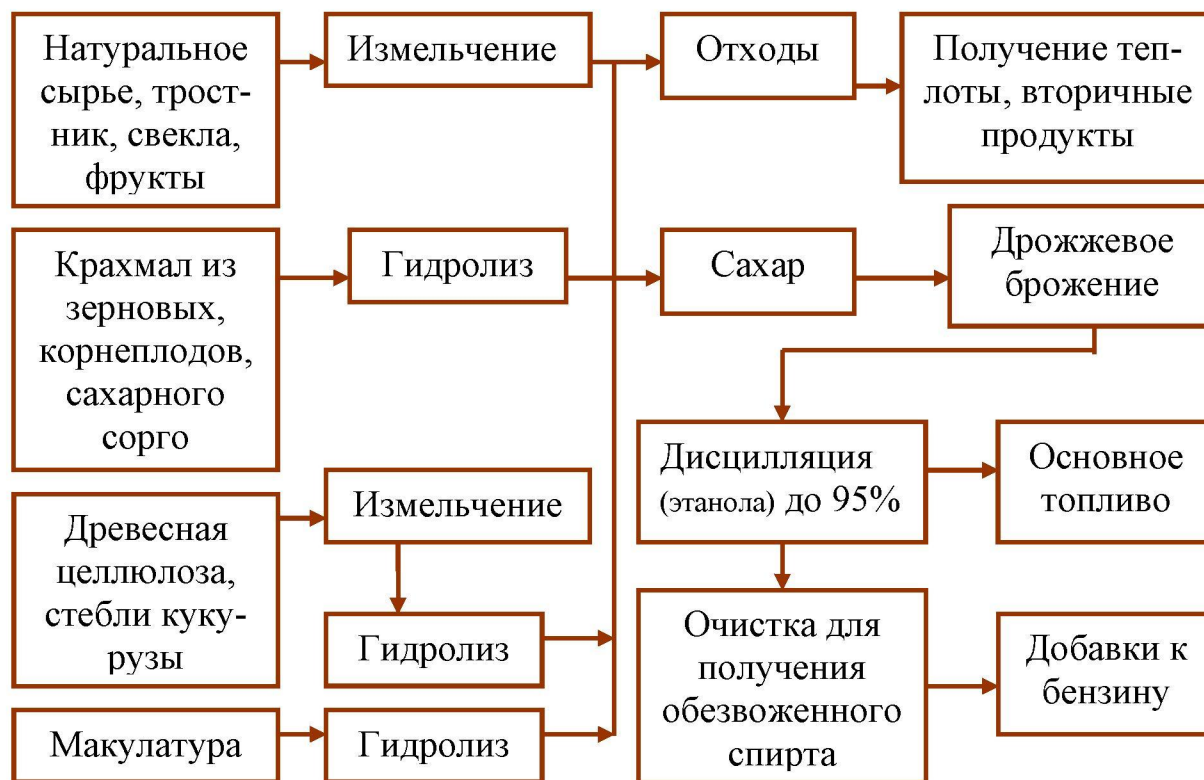 Натуральное
сырье, трост-
ник, свекла,
фрукты
Измельчение
Отходы
Получение теп-
лоты, вторичные
продукты
Крахмал из
зерновых,
корнеплодов,
сахарного
сорго
Гидролиз
Сахар
Дрожжевое
брожение
Древесная
целлюлоза,
стебли куку-
рузы
Измельчение
Гидролиз
Дисцилляция
(этанола) до 95%
Основное
топливо
Макулатура
Гидролиз
Очистка для
получения
обезвоженного
спирта
Добавки к
бензину